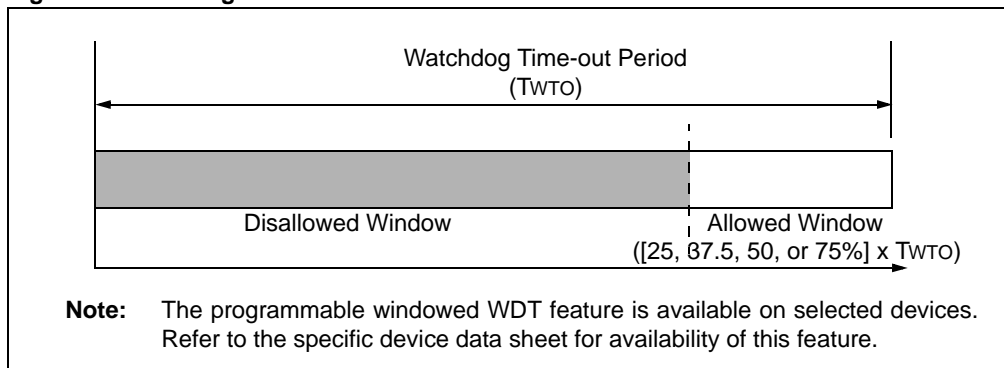 Watchdog Time-out Period
(TWTO)
Disallowed Window
Allowed Window
([25, 37.5, 50, or 75%] x TWTO)
Note: The programmable windowed WDT feature is available on selected devices.
Refer to the specific device data sheet for availability of this feature.